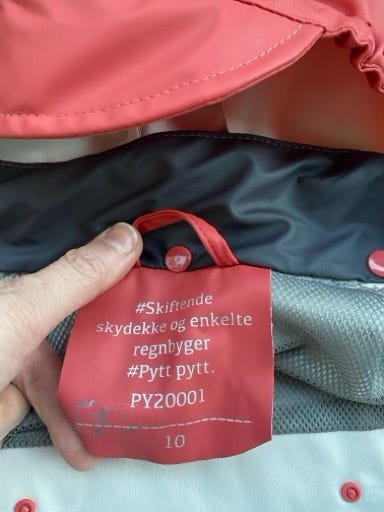 #Skiftende
skydekke og enkelte
regnbyger
#Pytt pytt.
PY20001
10